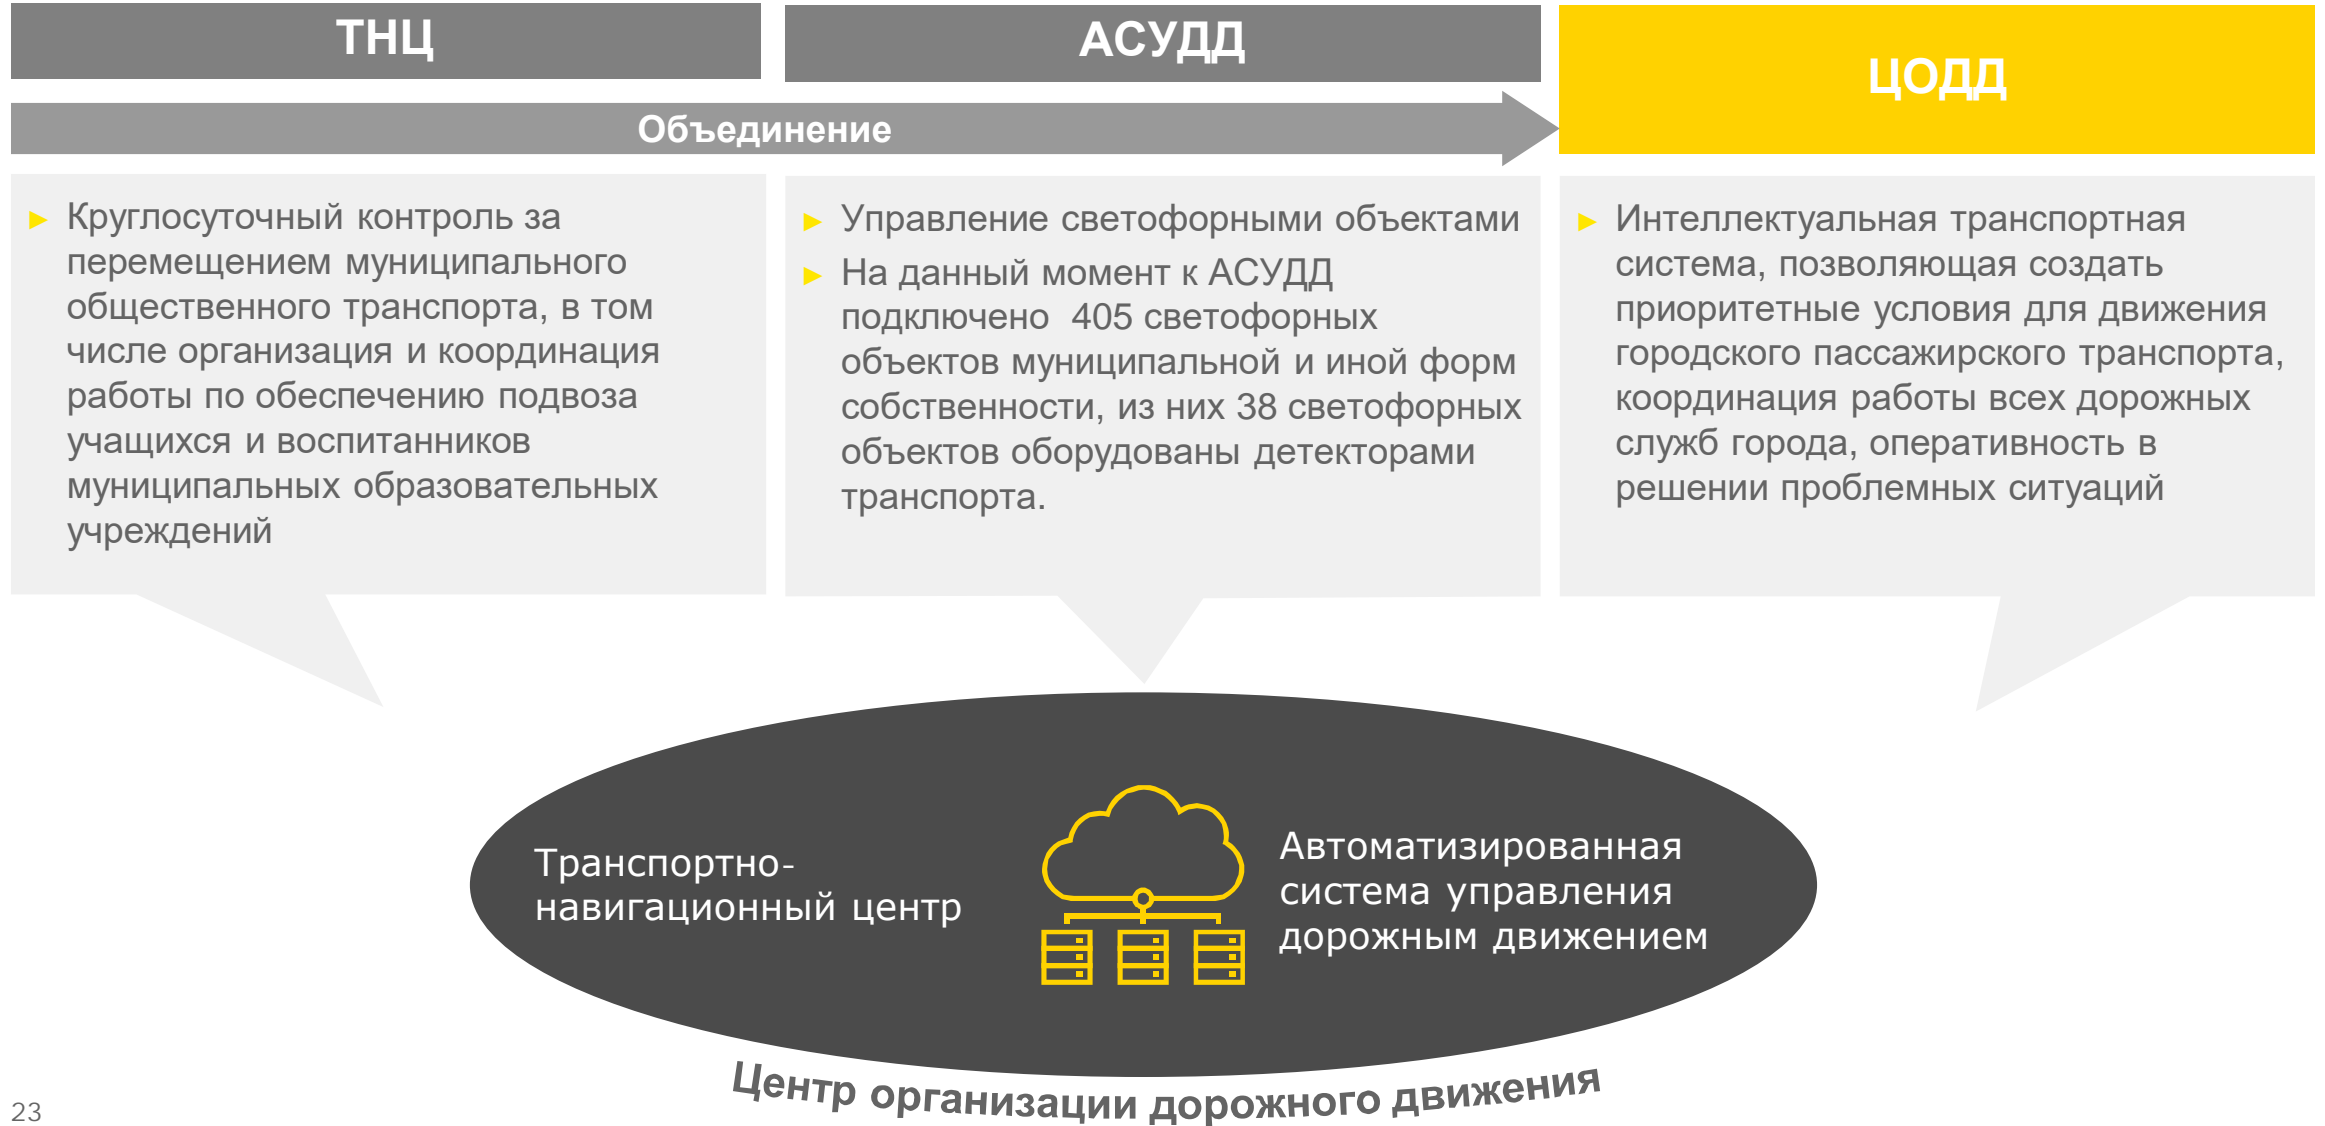 ТНЦ
АСУДД
ЦОДД
Объединение
► Круглосуточный контроль за
перемещением муниципального
общественного транспорта, в том
числе организация и координация
работы по обеспечению подвоза
учащихся и воспитанников
муниципальных образовательных
учреждений
► Управление светофорными объектами
► На данный момент к АСУДД
подключено  405 светофорных
объектов муниципальной и иной форм
собственности, из них 38 светофорных
объектов оборудованы детекторами
транспорта.
► Интеллектуальная транспортная
система, позволяющая создать
приоритетные условия для движения
городского пассажирского транспорта,
координация работы всех дорожных
служб города, оперативность в
решении проблемных ситуаций
Транспортно-
навигационный центр
Автоматизированная
система управления
дорожным движением
Центр организации дорожного движения
23